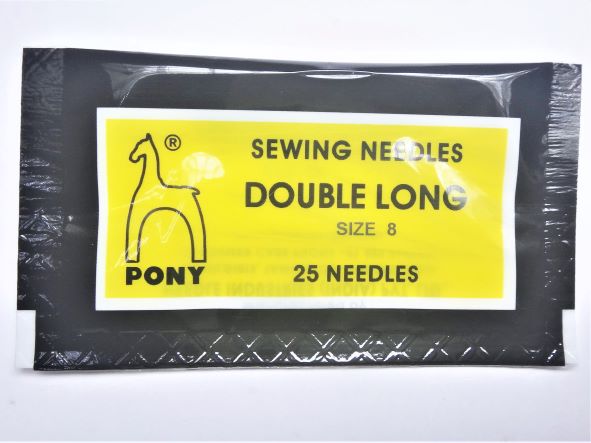 ®
SEWING NEEDLES
DOUBLE LONG
SIZE 8
25 NEEDLES
PONY